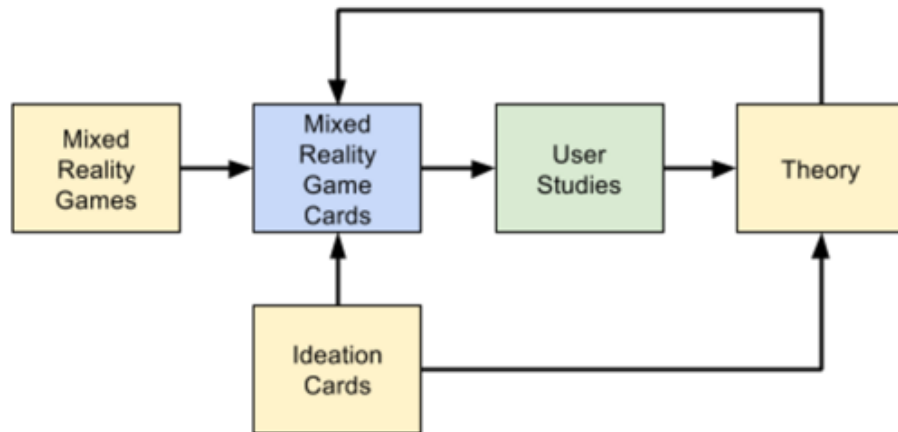 Mixed
Reality
Games
Mixed
Reality
Game
Cards
User
Studies
Theory
Ideation
Cards